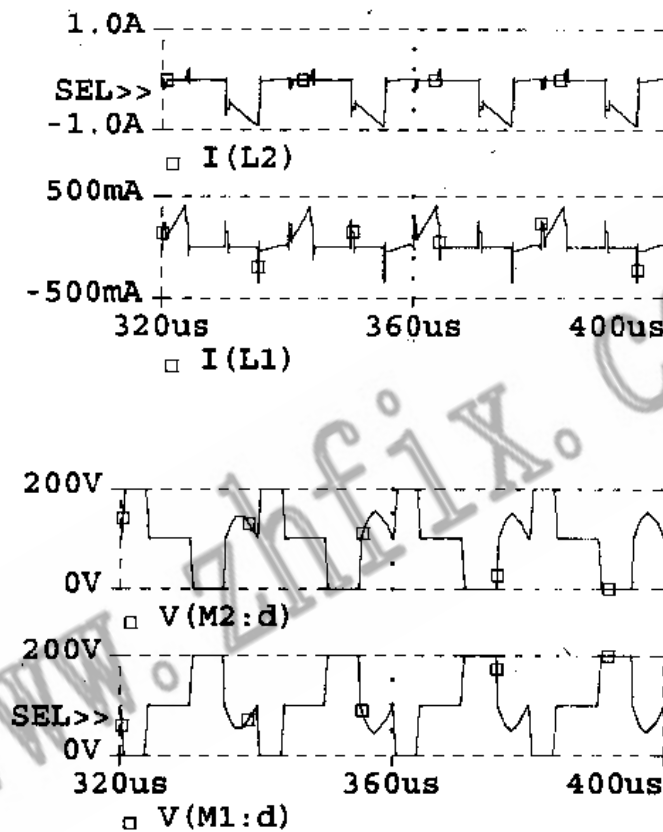 1.0A
SEL>>
-1.0A
I(L2)
500mA
-500mA
320us 360us 400us
I(L1)
200V
0V
V(M2:d)
200V
SEL>>
0V
320us 360us 400us
V(M1:d)
www.zhfix.c